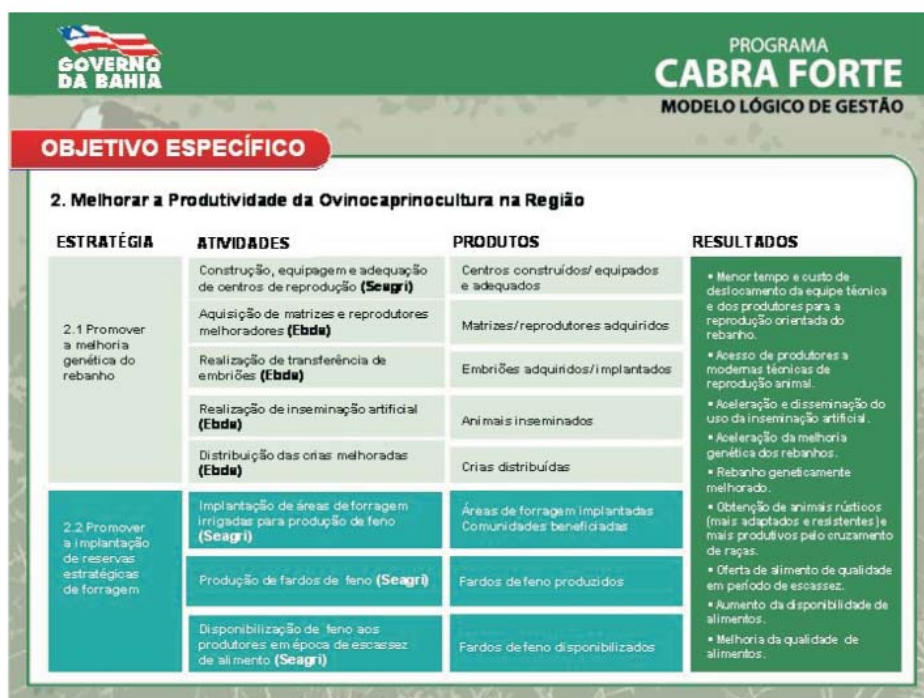 GOVERNO
DA BAHIA
PROGRAMA
CABRA FORTE
MODELO LÓGICO DE GESTÃO
OBJETIVO ESPECÍFICO
2. Melhorar a Produtividade da Ovinocaprinocultura na Região
ESTRATÉGIA
ATIVIDADES
PRODUTOS
RESULTADOS
2.1 Promover
a melhoria
genética do
rebanho
Construção, equipagem e adequação
de centros de reprodução (Seagri)
Centros construídos/ equipados
e adequados
Aquisição de matrizes e reprodutores
melhoradores (Ebda)
Matrizes/reprodutores adquiridos
Realização de transferência de
embriões (Ebda)
Embriões adquiridos/implantados
Realização de inseminação artificial
(Ebda)
Animais inseminados
Distribuição das crias melhoradas
(Ebda)
Crias distribuídas
2.2 Promover
a implantação
de reservas
estratégicas
de forragem
Implantação de áreas de forragem
irrigadas para produção de feno
(Seagri)
Áreas de forragem implantadas
Comunidades beneficiadas
Produção de fardos de feno (Seagri)
Fardos de feno produzidos
Disponibilização de feno aos
produtores em época de escassez
de alimento (Seagri)
Fardos de feno disponibilizados
▪ Menor tempo e custo de
deslocamento da equipe técnica
e dos produtores para a
reprodução orientada do
rebanho.
▪ Acesso de produtores a
modernas técnicas de
reprodução animal.
▪ Aceleração e disseminação do
uso da inseminação artificial.
▪ Aceleração da melhoria
genética dos rebanhos.
▪ Rebanho geneticamente
melhorado.
▪ Obtenção de animais rústicos
(mais adaptados e resistentes) e
mais produtivos pelo cruzamento
de raças.
▪ Oferta de alimento de qualidade
em período de escassez.
▪ Aumento da disponibilidade de
alimentos.
▪ Melhoria da qualidade de
alimentos.